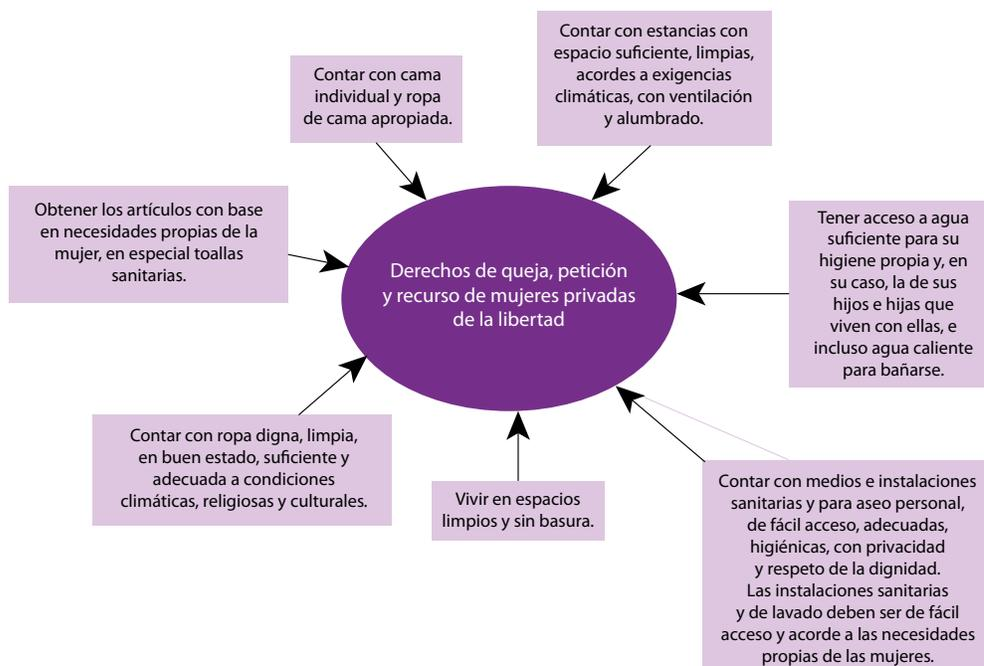 Contar con estancias con
espacio suficiente, limpias,
acordes a exigencias
climáticas, con ventilación
y alumbrado.
Contar con cama
individual y ropa
de cama apropiada.
Obtener los artículos con base
en necesidades propias de la
mujer, en especial toallas
sanitarias.
Derechos de queja, petición
y recurso de mujeres privadas
de la libertad
Tener acceso a agua
suficiente para su
higiene propia y, en
su caso, la de sus
hijos e hijas que
viven con ellas, e
incluso agua caliente
para bañarse.
Contar con ropa digna, limpia,
en buen estado, suficiente y
adecuada a condiciones
climáticas, religiosas y culturales.
Vivir en espacios
limpios y sin basura.
Contar con medios e instalaciones
sanitarias y para aseo personal,
de fácil acceso, adecuadas,
higiénicas, con privacidad
y respeto de la dignidad.
Las instalaciones sanitarias
y de lavado deben ser de fácil
acceso y acorde a las necesidades
propias de las mujeres.